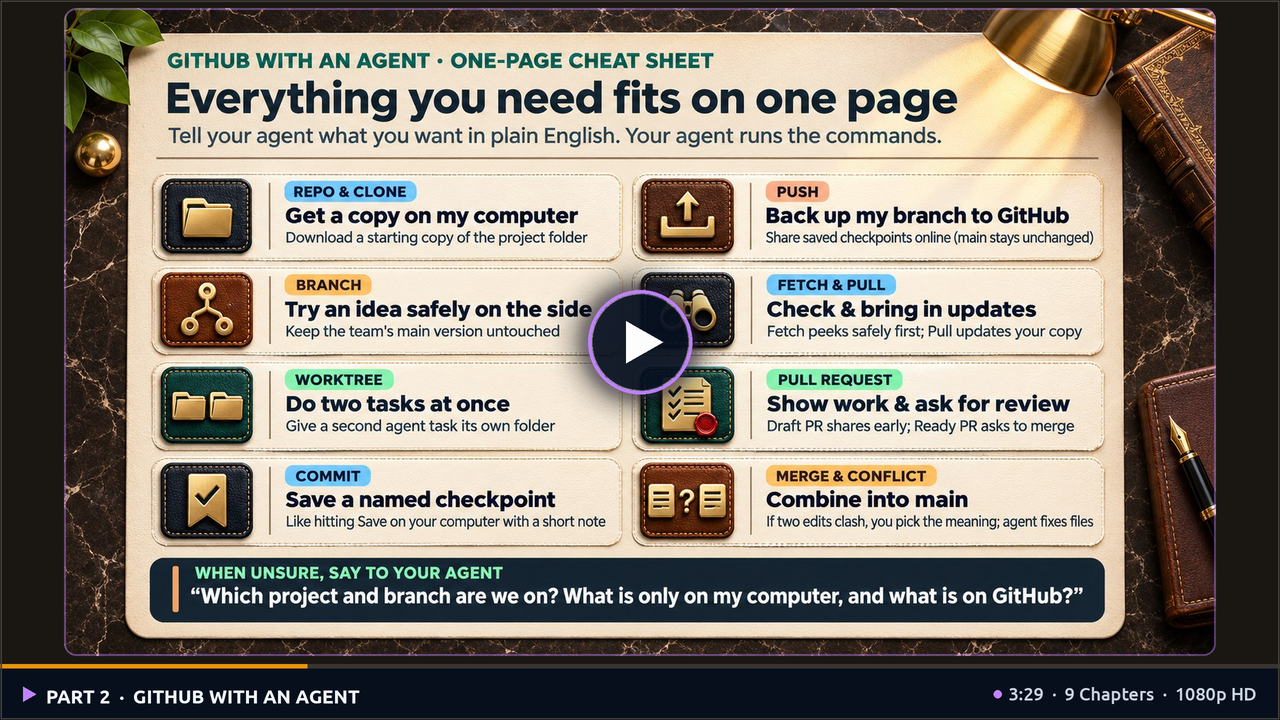 GITHUB WITH AN AGENT · ONE-PAGE CHEAT SHEET
Everything you need fits on one page
Tell your agent what you want in plain English. Your agent runs the commands.
REPO & CLONE
Get a copy on my computer
Download a starting copy of the project folder
BRANCH
Try an idea safely on the side
Keep the team's main version untouched
WORKTREE
Do two tasks at once
Give a second agent task its own folder
COMMIT
Save a named checkpoint
Like hitting Save on your computer with a short note
PUSH
Back up my branch to GitHub
Share saved checkpoints online (main stays unchanged)
FETCH & PULL
Check & bring in updates
Fetch peeks safely first; Pull updates your copy
PULL REQUEST
Show work & ask for review
Draft PR shares early; Ready PR asks to merge
MERGE & CONFLICT
Combine into main
If two edits clash, you pick the meaning; agent fixes files
?
WHEN UNSURE, SAY TO YOUR AGENT
“Which project and branch are we on? What is only on my computer, and what is on GitHub?”
PART 2 · GITHUB WITH AN AGENT
3:29 · 9 Chapters · 1080p HD